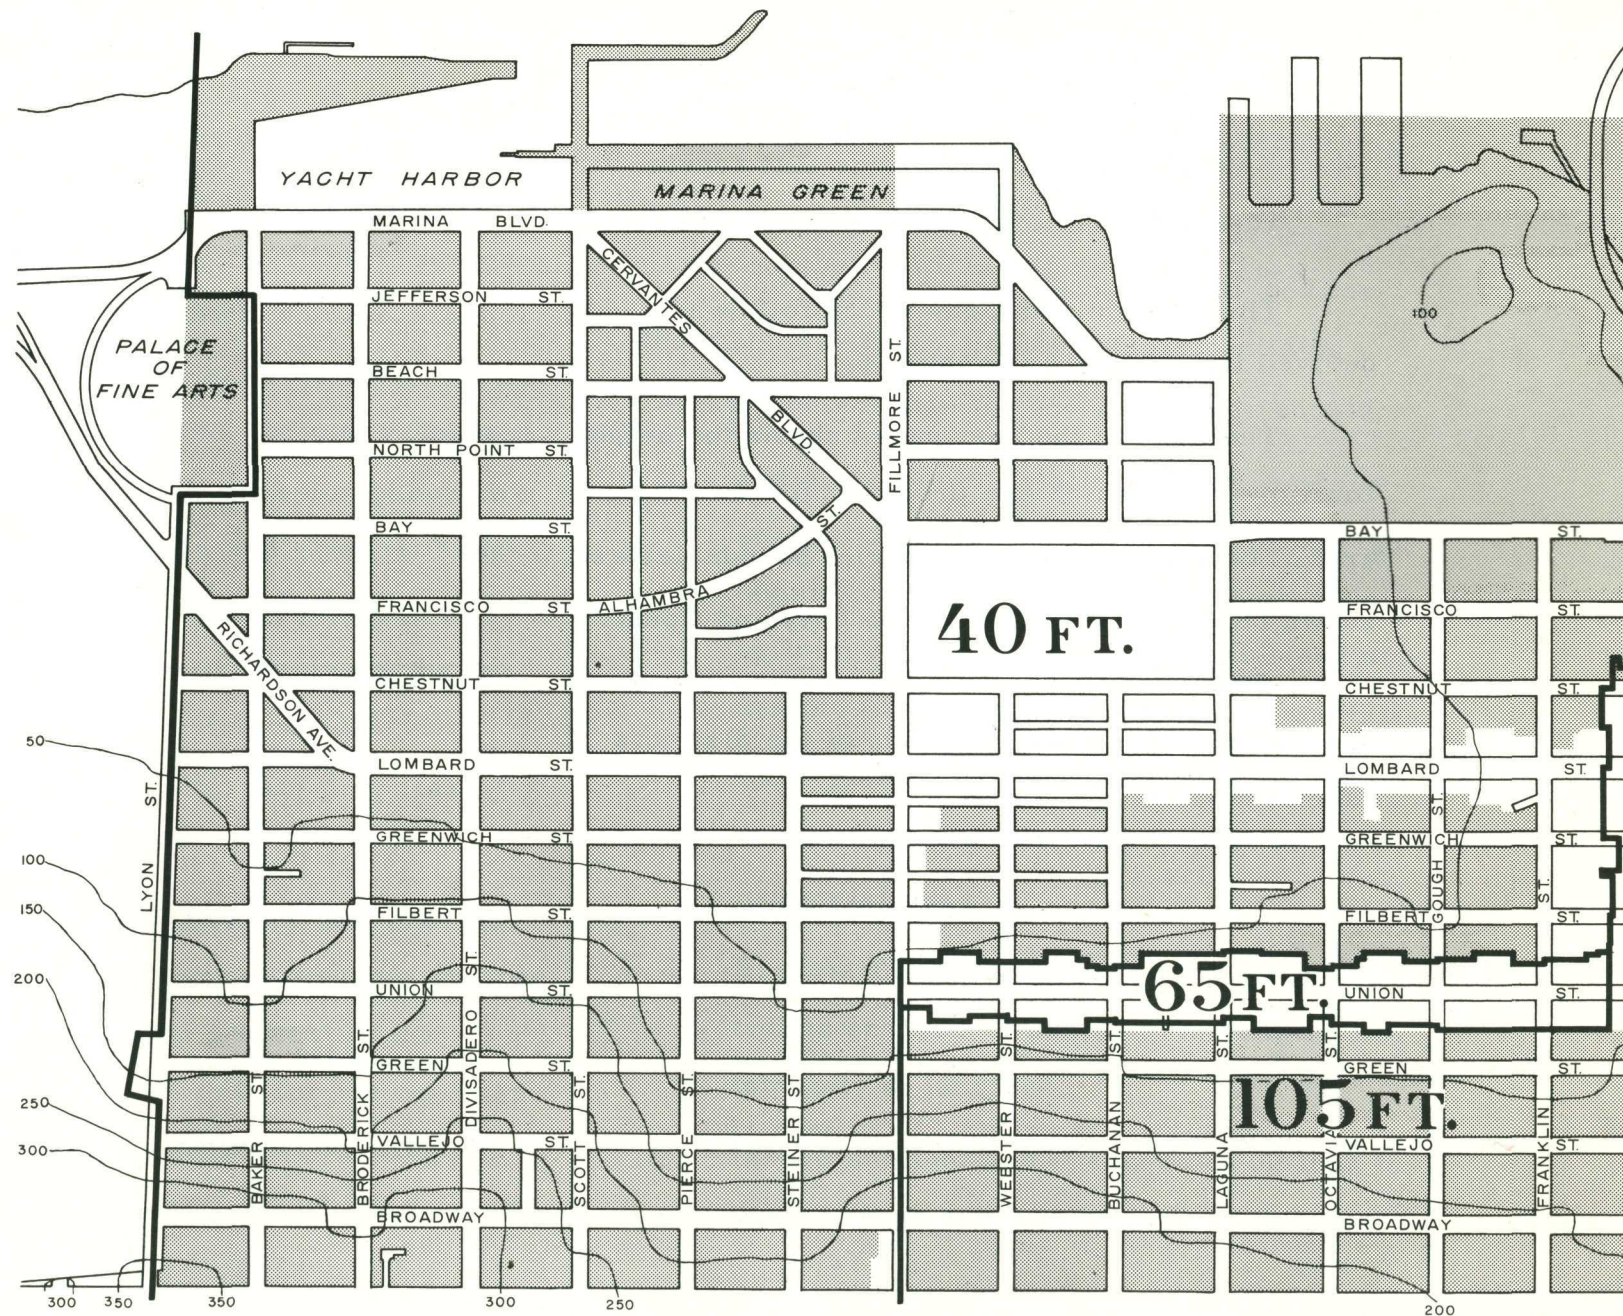 YACHT HARBOR
MARINA GREEN
MARINA BLVD.
CERVANTES
BLVD.
JEFFERSON ST.
PALACE
OF
FINE ARTS
100
BEACH ST.
FILLMORE ST.
NORTH POINT ST.
BAY ST.
BAY ST.
ALHAMBRA ST.
FRANCISCO ST.
40 FT.
FRANCISCO ST.
RICHARDSON AVE.
CHESTNUT ST.
CHESTNUT ST.
50
LOMBARD ST.
LOMBARD ST.
LYON ST.
GREENWICH ST.
GREENWICH ST.
GOUGH ST.
100
150
FILBERT ST.
FILBERT ST.
200
UNION ST.
65 FT.
UNION ST.
GREEN ST.
GREEN ST.
250
105 FT.
300
VALLEJO ST.
VALLEJO ST.
BAKER ST.
BRODERICK ST.
DIVISADERO ST.
SCOTT ST.
PIERCE ST.
STEINER ST
WEBSTER ST.
BUCHANAN ST.
LAGUNA ST.
OCTAVIA ST.
FRANKLIN ST.
BROADWAY
BROADWAY
300
350
350
300
250
200